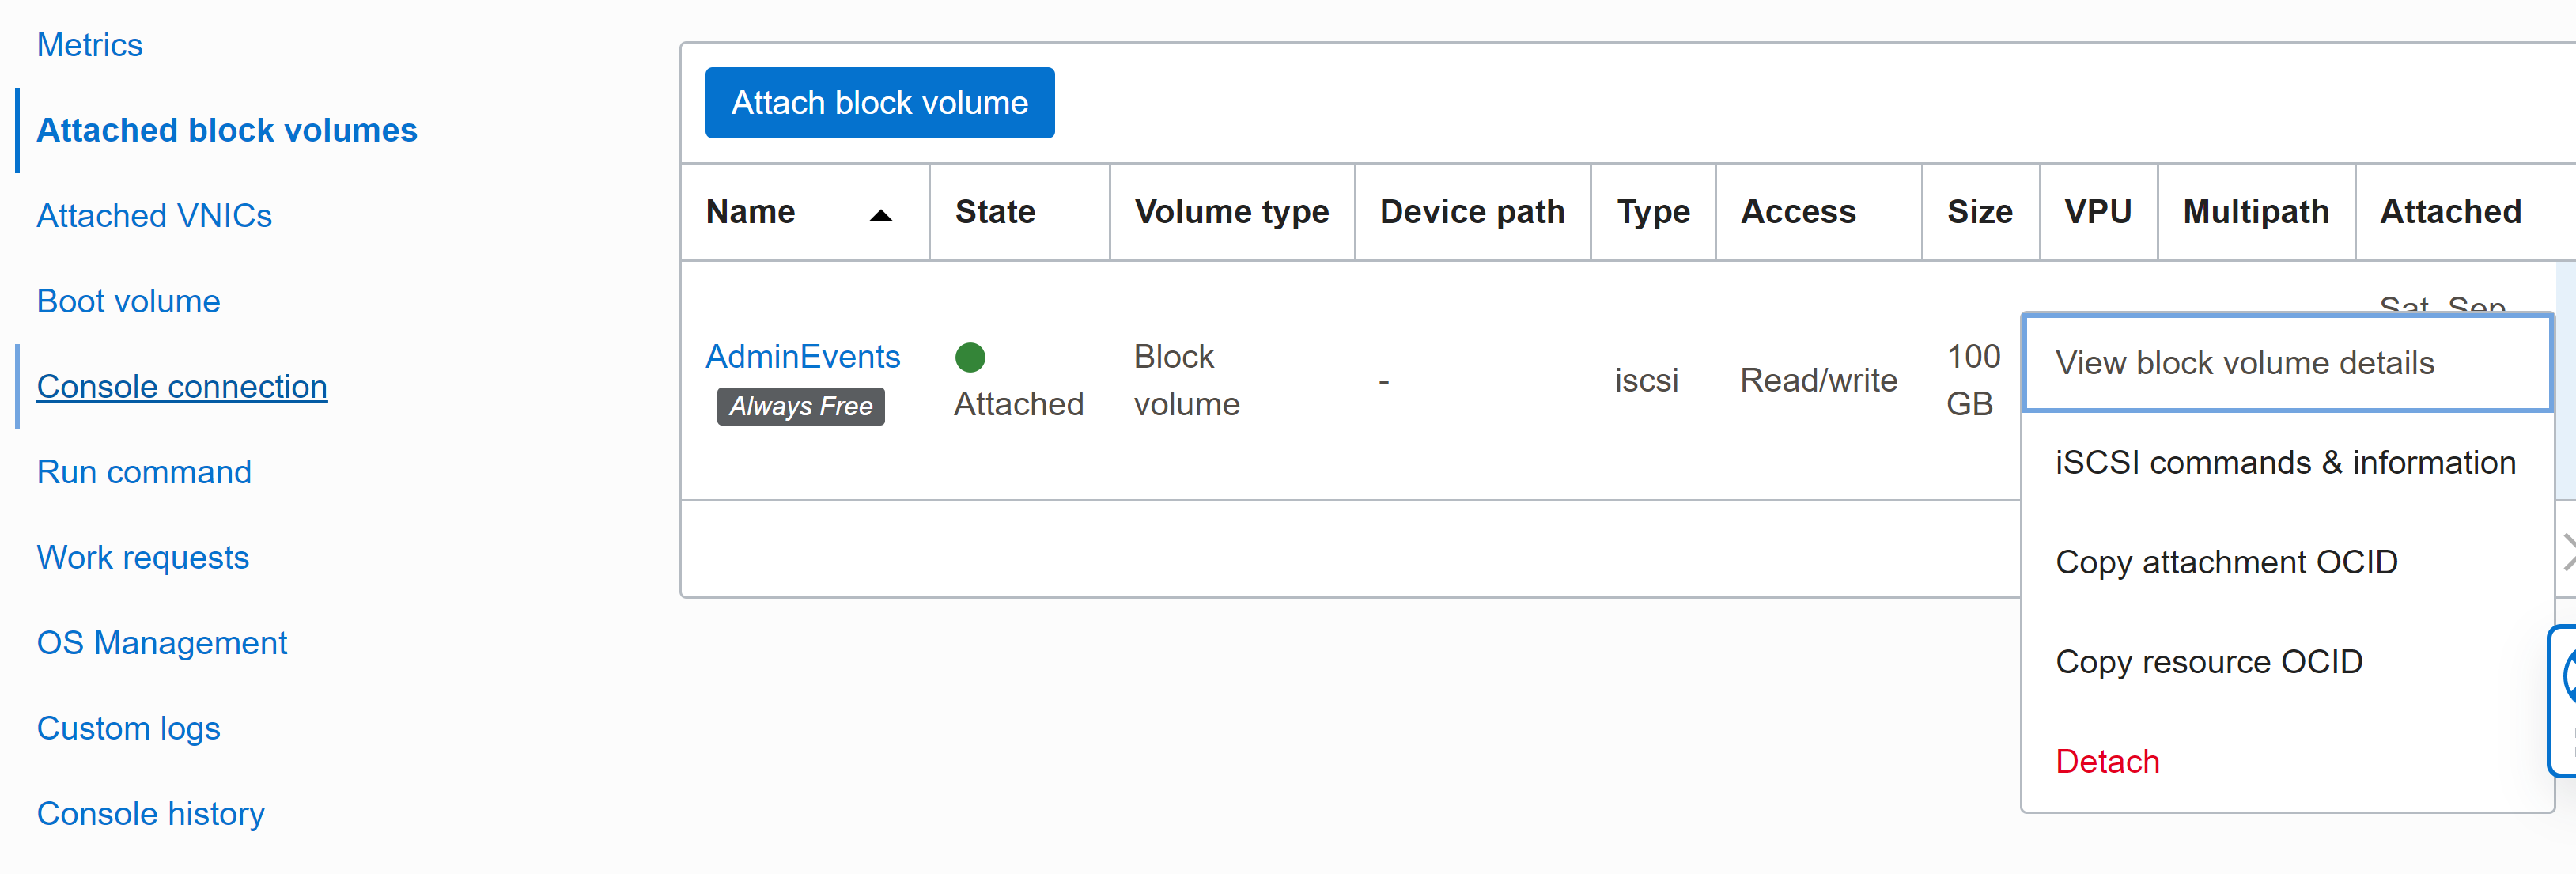 Metrics
Attached block volumes
Attached VNICs
Boot volume
Console connection
Run command
Work requests
OS Management
Custom logs
Console history
Attach block volume
Name State Volume type Device path Type Access Size VPU Multipath Attached
Sat, Sep
AdminEvents Block 100
Always Free Attached volume - iscsi Read/write GB
View block volume details
iSCSI commands & information
Copy attachment OCID
Copy resource OCID
Detach